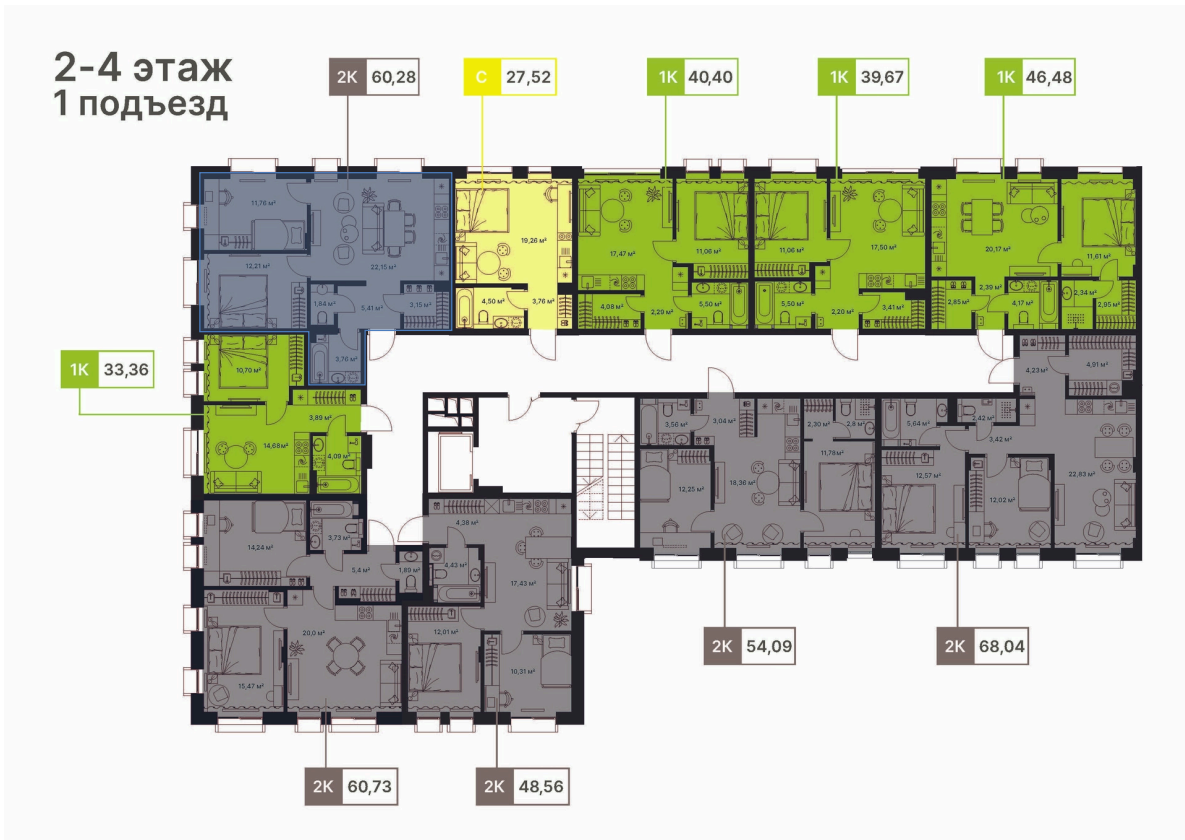 2-4 этаж
1 подъезд
2К 60,28
С 27,52
1К 40,40
1К 39,67
1К 46,48
11,76 м²
12,21 м²
22,15 м²
1,84 м²
5,41 м²
3,15 м²
3,76 м²
19,26 м²
4,50 м²
3,76 м²
17,47 м²
11,06 м²
4,08 м²
2,29 м²
5,50 м²
11,06 м²
17,50 м²
5,50 м²
2,20 м²
3,41 м²
20,17 м²
11,61 м²
2,85 м²
2,39 м²
4,17 м²
2,34 м²
2,95 м²
1К 33,36
10,70 м²
3,89 м²
14,68 м²
4,09 м²
4,23 м²
4,91 м²
3,56 м²
3,04 м²
2,30 м²
2,8 м²
5,64 м²
2,42 м²
3,42 м²
12,25 м²
18,36 м²
11,78 м²
12,57 м²
12,02 м²
22,83 м²
14,24 м²
3,73 м²
5,4 м²
1,89 м²
4,38 м²
4,43 м²
17,43 м²
15,47 м²
20,0 м²
12,01 м²
10,31 м²
2К 54,09
2К 68,04
2К 60,73
2К 48,56